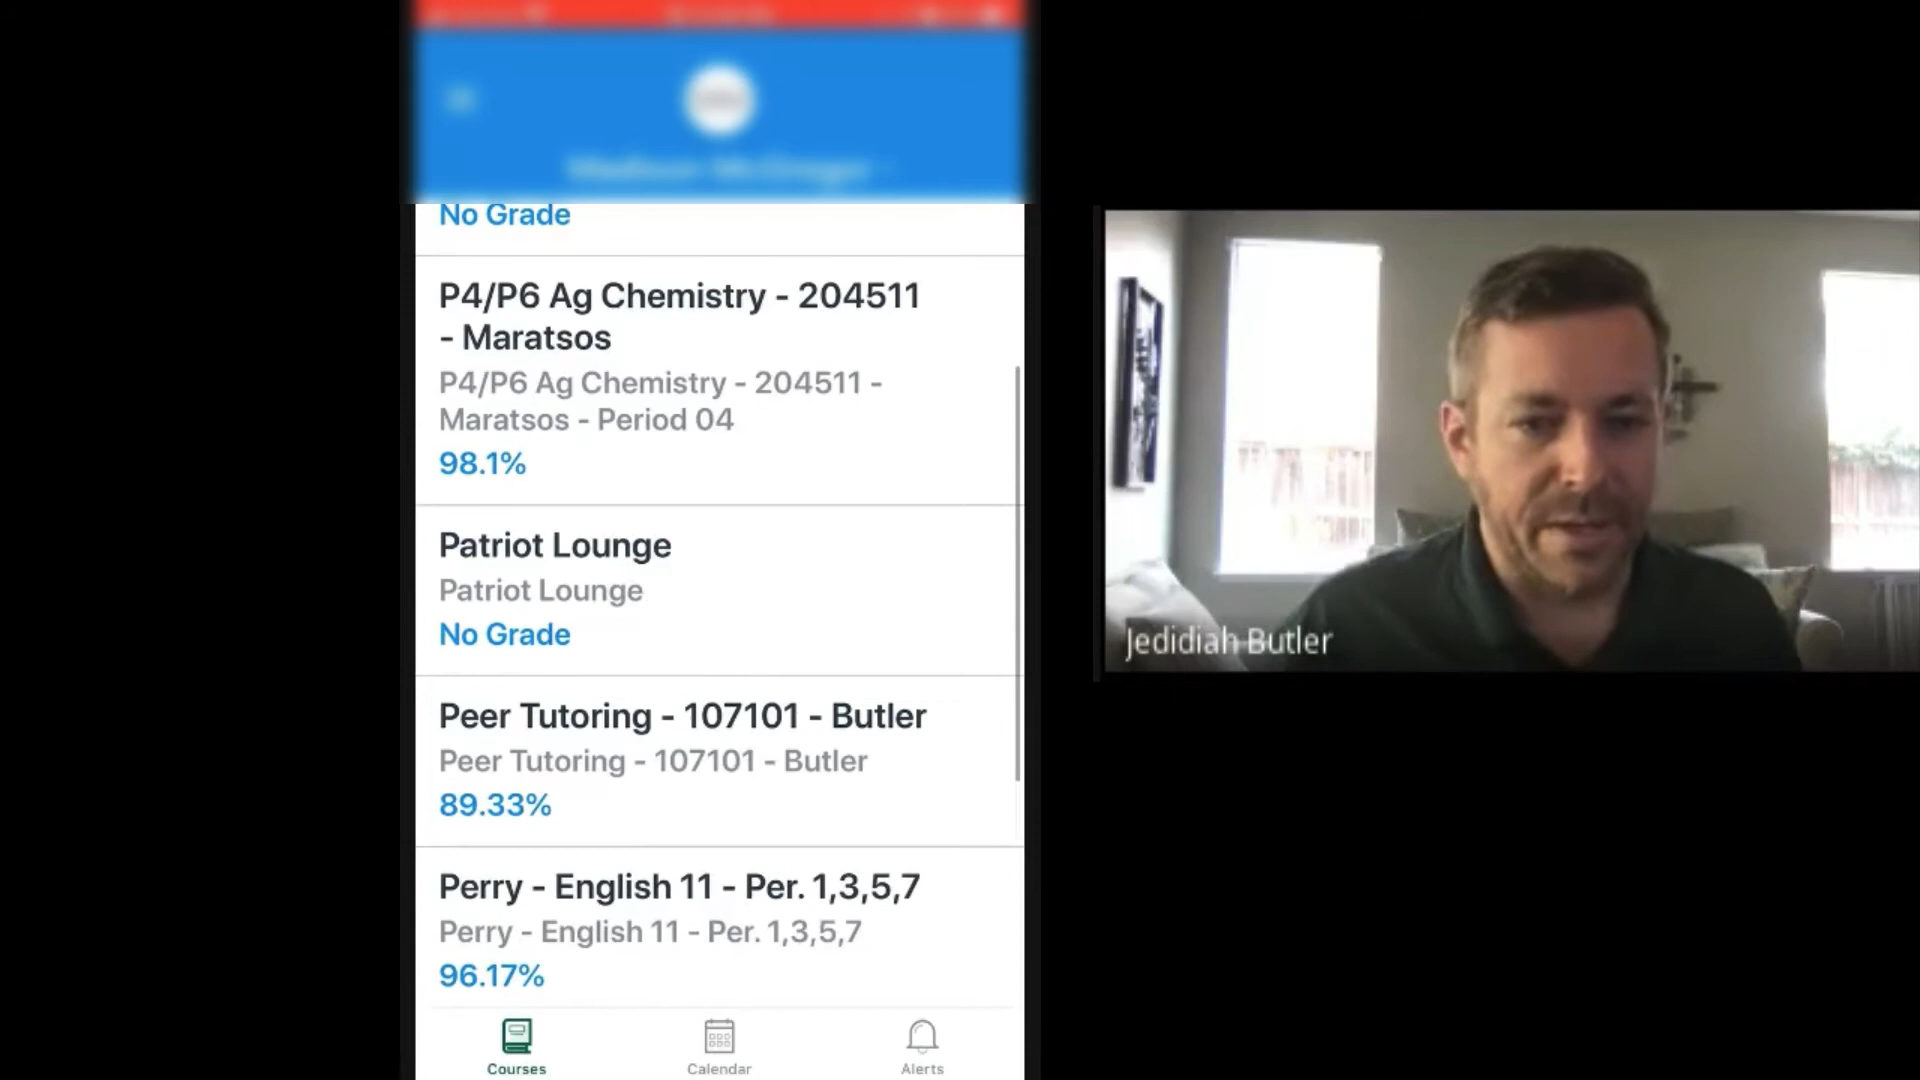 No Grade
P4/P6 Ag Chemistry - 204511
- Maratsos
P4/P6 Ag Chemistry - 204511 -
Maratsos - Period 04
98.1%
Patriot Lounge
Patriot Lounge
No Grade
Peer Tutoring - 107101 - Butler
Peer Tutoring - 107101 - Butler
89.33%
Perry - English 11 - Per. 1,3,5,7
Perry - English 11 - Per. 1,3,5,7
96.17%
Courses
Calendar
Alerts
Jedidiah Butler